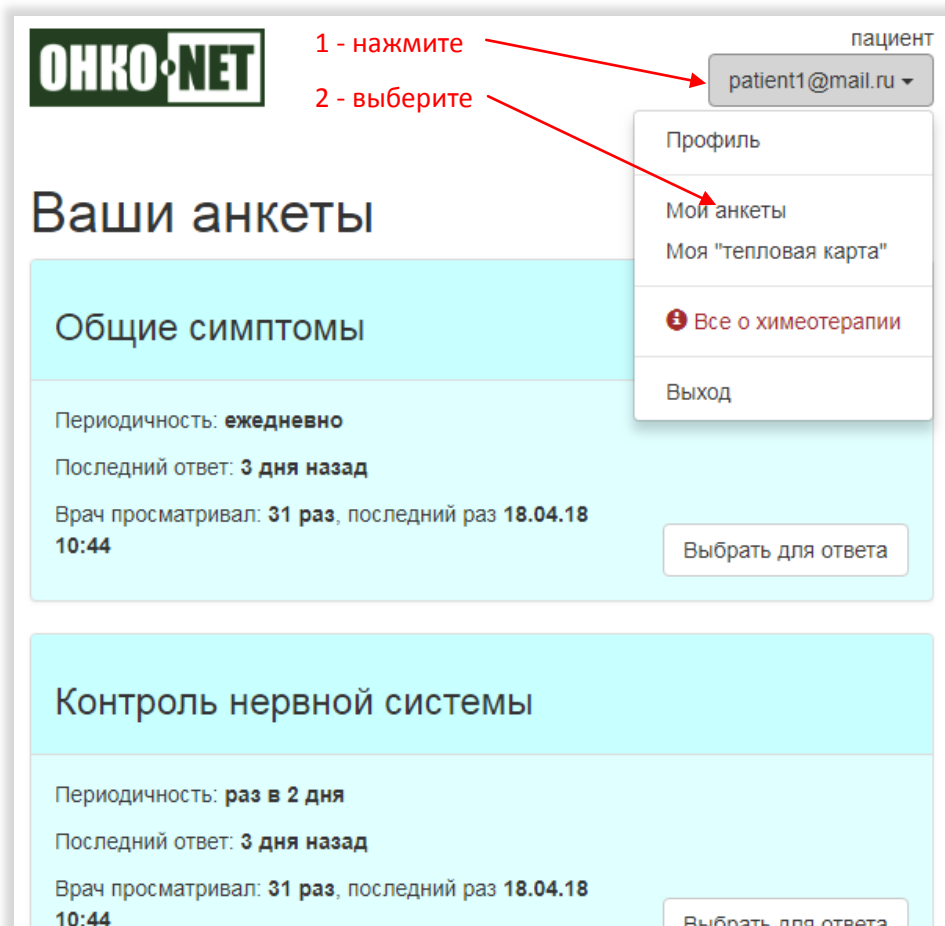 ОНКО•NET
1 - нажмите
2 - выберите
пациент
patient1@mail.ru
Профиль
Мои анкеты
Моя "тепловая карта"
Все о химеотерапии
Выход
Ваши анкеты
Общие симптомы
Периодичность: ежедневно
Последний ответ: 3 дня назад
Врач просматривал: 31 раз, последний раз 18.04.18
10:44
Выбрать для ответа
Контроль нервной системы
Периодичность: раз в 2 дня
Последний ответ: 3 дня назад
Врач просматривал: 31 раз, последний раз 18.04.18
10:44
Выбрать для ответа